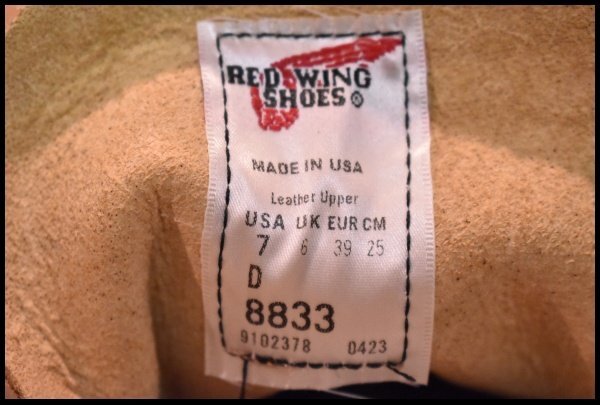 RED WING
SHOES®
MADE IN USA
Leather Upper
USA UK EUR CM
7 6 39 25
D
8833
9102378 0423